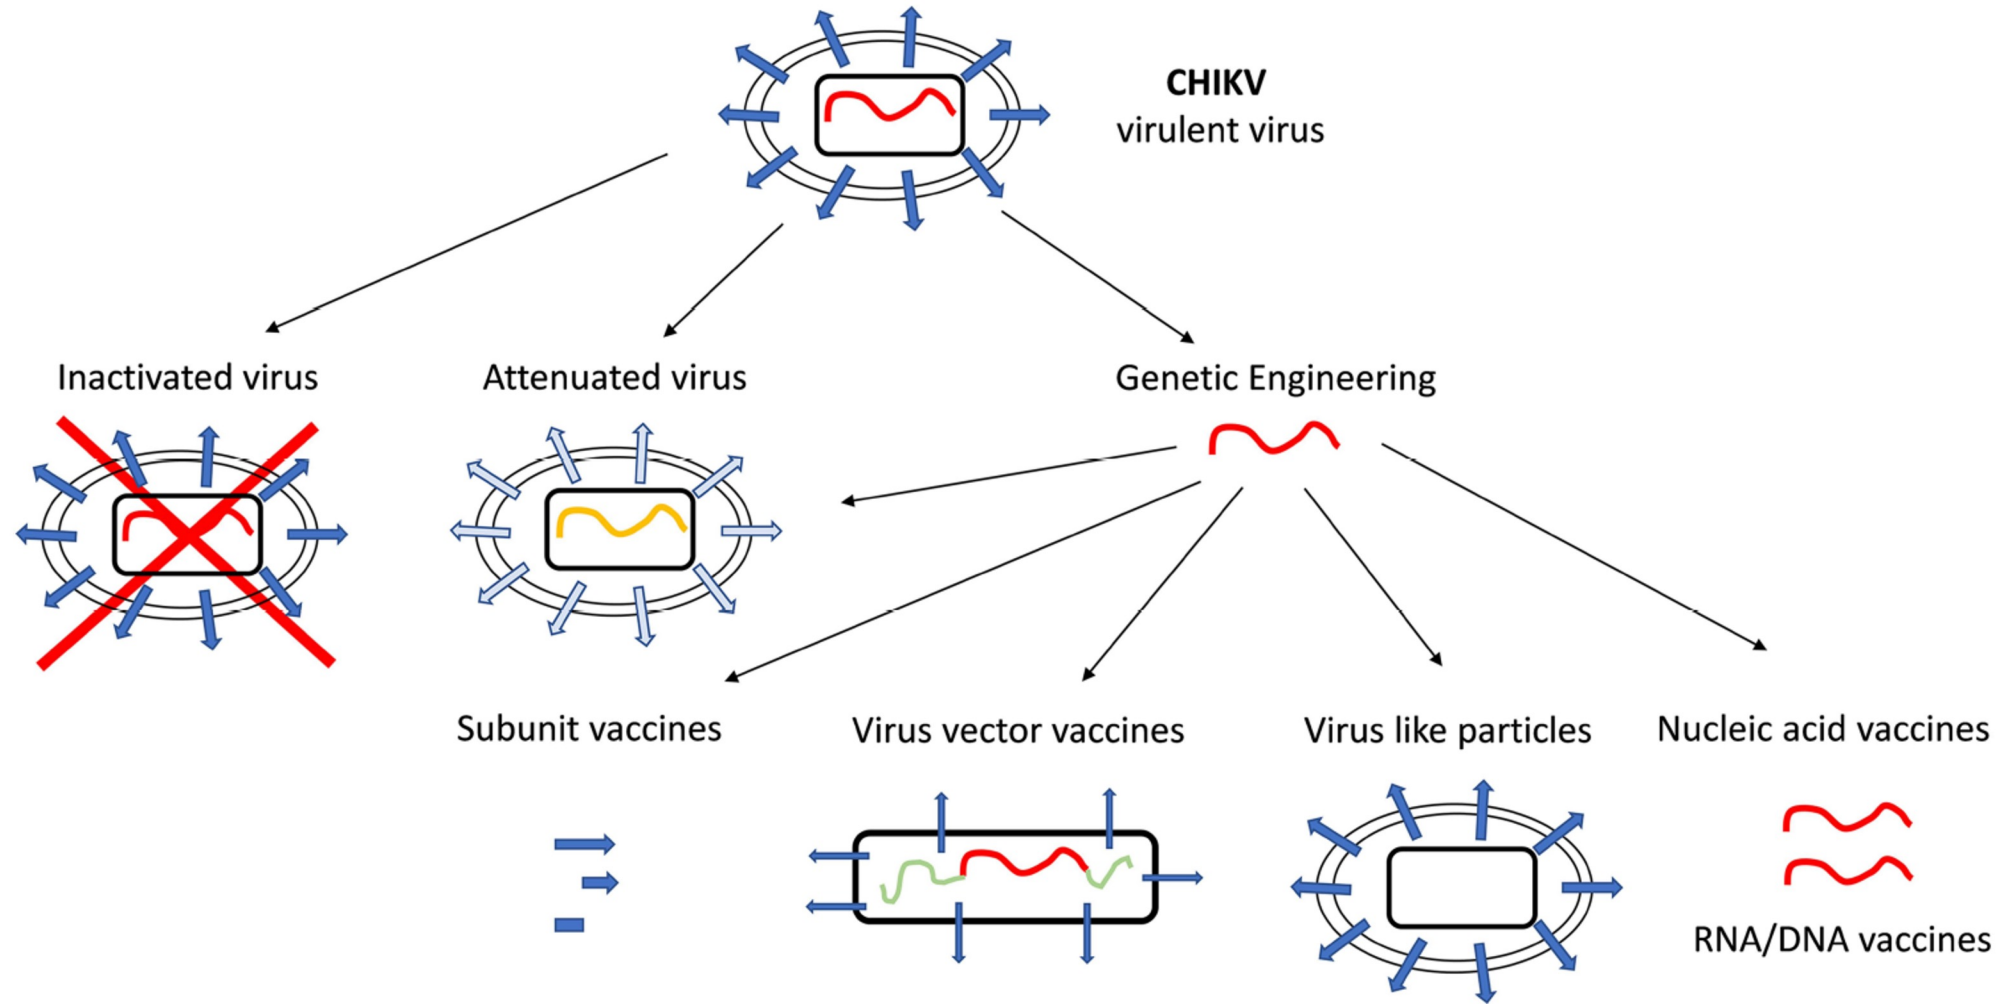 CHIKV
virulent virus
Inactivated virus
Attenuated virus
Genetic Engineering
Subunit vaccines
Virus vector vaccines
Virus like particles
Nucleic acid vaccines
RNA/DNA vaccines